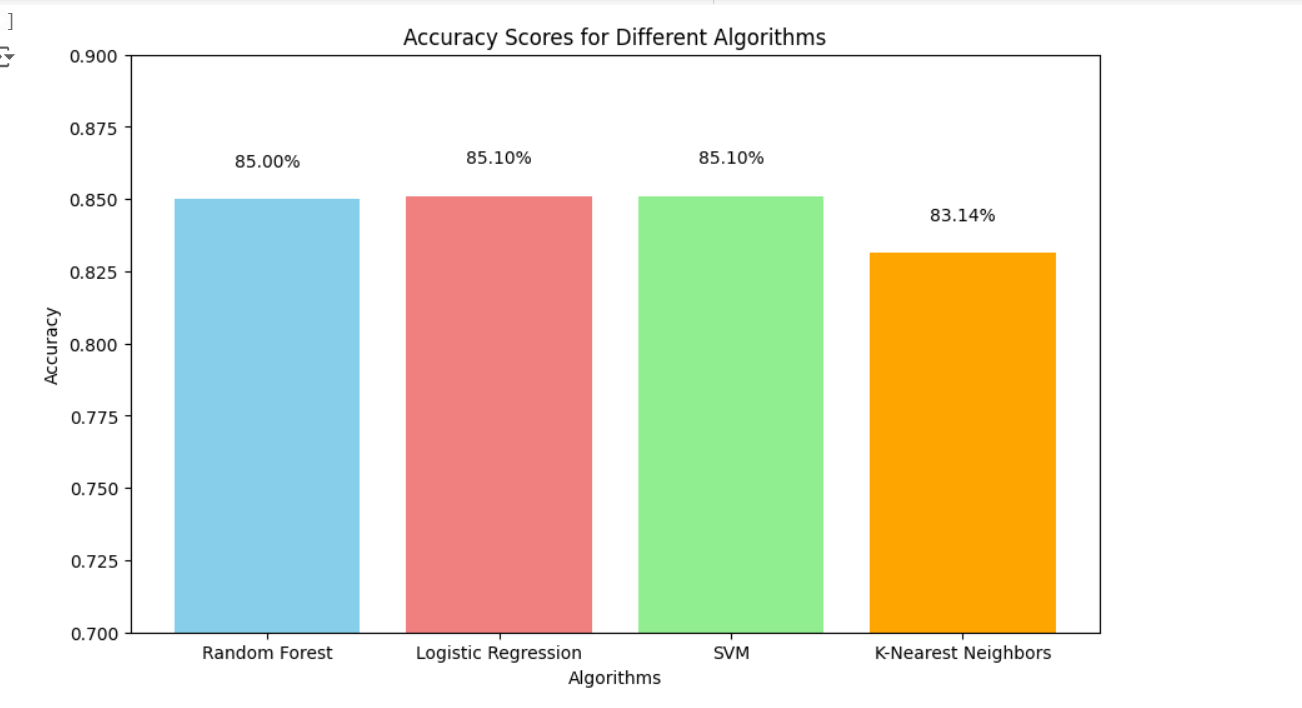 ]
Accuracy Scores for Different Algorithms
0.900
0.875
0.850
0.825
0.800
0.775
0.750
0.725
0.700
Accuracy
85.00%
85.10%
85.10%
83.14%
Random Forest
Logistic Regression
SVM
K-Nearest Neighbors
Algorithms